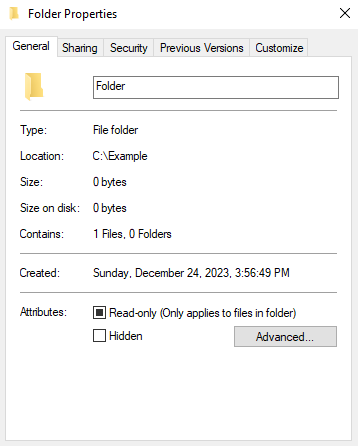 Folder Properties
General Sharing Security Previous Versions Customize
Folder
Type: File folder
Location: C:\Example
Size: 0 bytes
Size on disk: 0 bytes
Contains: 1 Files, 0 Folders
Created: Sunday, December 24, 2023, 3:56:49 PM
Attributes: Read-only (Only applies to files in folder)
Hidden Advanced...